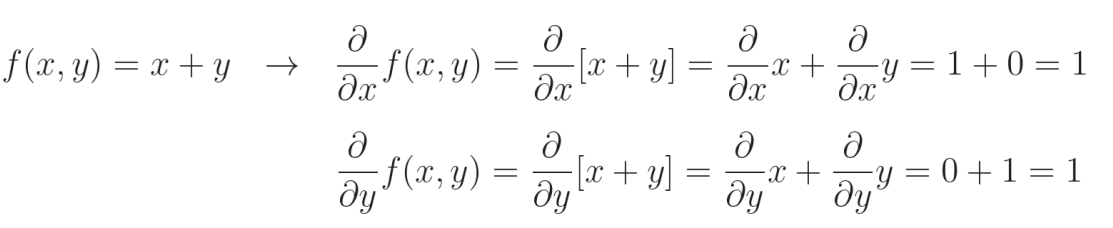 f(x, y) = x + y → ∂/∂x f(x, y) = ∂/∂x [x + y] = ∂/∂x x + ∂/∂x y = 1 + 0 = 1
∂/∂y f(x, y) = ∂/∂y [x + y] = ∂/∂y x + ∂/∂y y = 0 + 1 = 1